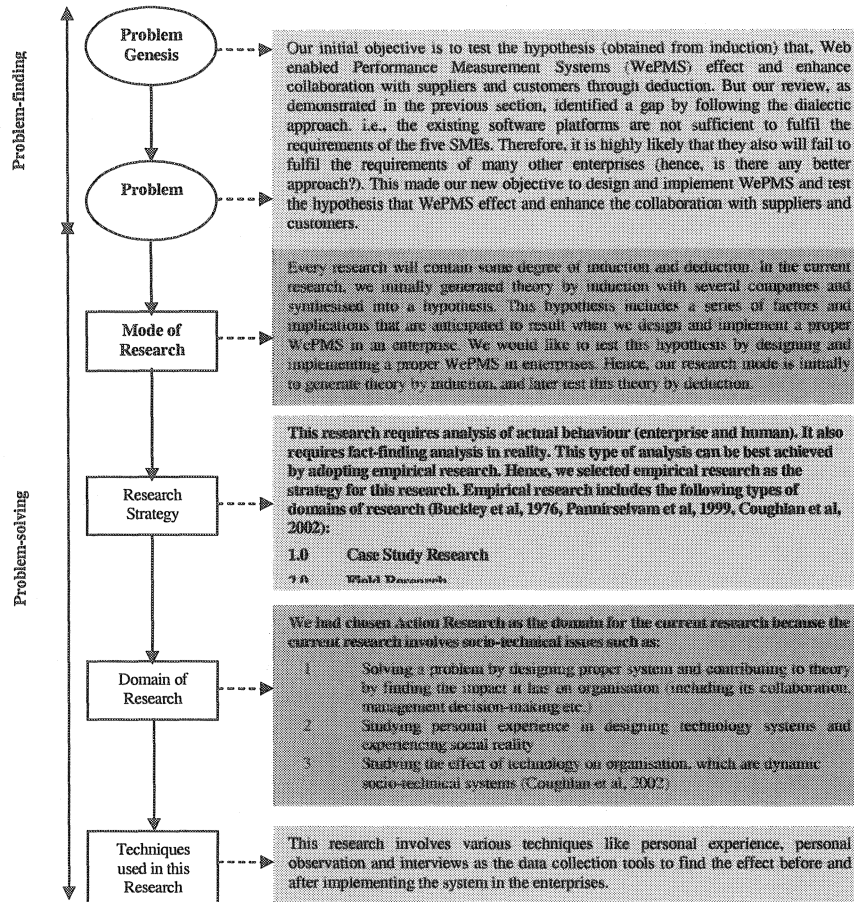 Problem-finding
Problem
Genesis
Our initial objective is to test the hypothesis (obtained from induction) that, Web
enabled Performance Measurement Systems (WePMS) effect and enhance
collaboration with suppliers and customers through deduction. But our review, as
demonstrated in the previous section, identified a gap by following the dialectic
approach. i.e., the existing software platforms are not sufficient to fulfil the
requirements of the five SMEs. Therefore, it is highly likely that they also will fail to
fulfil the requirements of many other enterprises (hence, is there any better
approach?). This made our new objective to design and implement WePMS and test
the hypothesis that WePMS effect and enhance the collaboration with suppliers and
customers.
Problem
Problem-solving
Mode of
Research
Every research will contain some degree of induction and deduction. In the current
research, we initially generated theory by induction with several companies and
synthesised into a hypothesis. This hypothesis includes a series of factors and
implications that are anticipated to result when we design and implement a proper
WePMS in an enterprise. We would like to test this hypothesis by designing and
implementing a proper WePMS in enterprises. Hence, our research mode is initially
to generate theory by induction, and later test this theory by deduction.
Research
Strategy
This research requires analysis of actual behaviour (enterprise and human). It also
requires fact-finding analysis in reality. This type of analysis can be best achieved
by adopting empirical research. Hence, we selected empirical research as the
strategy for this research. Empirical research includes the following types of
domains of research (Buckley et al, 1976, Pannirselvam et al, 1999, Coughlan et al,
2002):
1.0 Case Study Research
2.0 Field Research
Domain of
Research
We had chosen Action Research as the domain for the current research because the
current research involves socio-technical issues such as:
1 Solving a problem by designing proper system and contributing to theory
by finding the impact it has on organisation (including its collaboration,
management decision-making etc.)
2 Studying personal experience in designing technology systems and
experiencing social reality
3 Studying the effect of technology on organisation, which are dynamic
socio-technical systems (Coughlan et al, 2002)
Techniques
used in this
Research
This research involves various techniques like personal experience, personal
observation and interviews as the data collection tools to find the effect before and
after implementing the system in the enterprises.